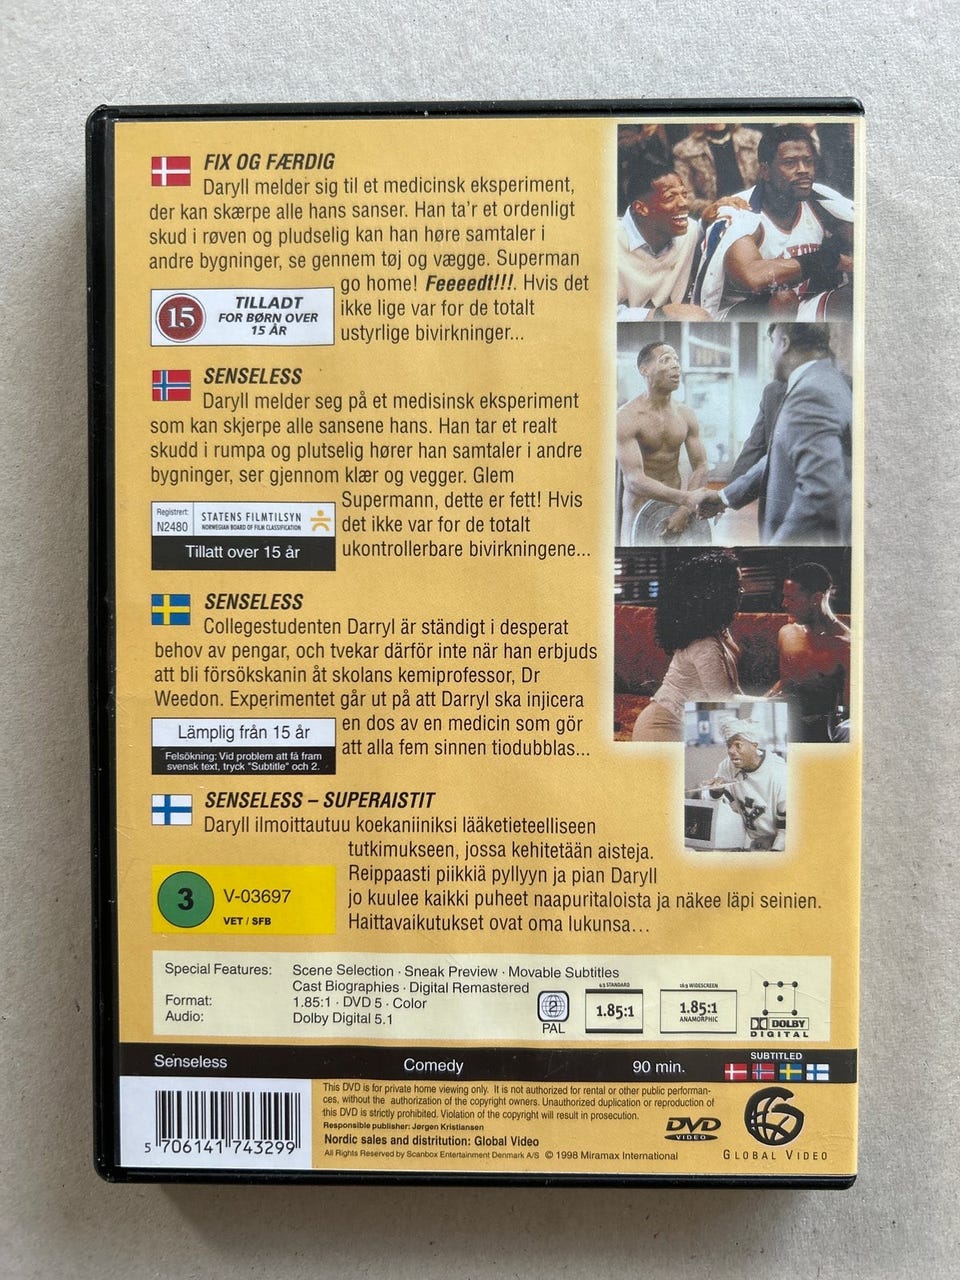 FIX OG FÆRDIG
Daryll melder sig til et medicinsk eksperiment,
der kan skærpe alle hans sanser. Han ta'r et ordenligt
skud i røven og pludselig kan han høre samtaler i
andre bygninger, se gennem tøj og vægge. Superman
go home! Feeeedt!!!. Hvis det
ikke lige var for de totalt
ustyrlige bivirkninger...
15
TILLADT
FOR BØRN OVER
15 ÅR
SENSELESS
Daryll melder seg på et medisinsk eksperiment
som kan skjerpe alle sansene hans. Han tar et realt
skudd i rumpa og plutselig hører han samtaler i andre
bygninger, ser gjennom klær og vegger. Glem
Supermann, dette er fett! Hvis
det ikke var for de totalt
ukontrollerbare bivirkningene...
Registrert:
N2480
STATENS FILMTILSYN
NORWEGIAN BOARD OF FILM CLASSIFICATION
Tillatt over 15 år
SENSELESS
Collegestudenten Darryl är ständigt i desperat
behov av pengar, och tvekar därför inte när han erbjuds
att bli försökskanin åt skolans kemiprofessor, Dr
Weedon. Experimentet går ut på att Darryl ska injicera
en dos av en medicin som gör
att alla fem sinnen tiodubblas...
Lämplig från 15 år
Felsökning: Vid problem att få fram
svensk text, tryck "Subtitle" och 2.
SENSELESS – SUPERAISTIT
Daryll ilmoittautuu koekaniiniksi lääketieteelliseen
tutkimukseen, jossa kehitetään aisteja.
Reippaasti piikkiä pyllyyn ja pian Daryll
jo kuulee kaikki puheet naapuritaloista ja näkee läpi seinien.
Haittavaikutukset ovat oma lukunsa...
3
V-03697
VET / SFB
Special Features: Scene Selection · Sneak Preview · Movable Subtitles
Cast Biographies · Digital Remastered
Format: 1.85:1 · DVD 5 · Color
Audio: Dolby Digital 5.1
2
PAL
4:3 STANDARD
1.85:1
16:9 WIDESCREEN
1.85:1
ANAMORPHIC
DOLBY
DIGITAL
Senseless Comedy 90 min.
SUBTITLED
This DVD is for private home viewing only. It is not authorized for rental or other public performan-
ces, without the authorization of the copyright owners. Unauthorized duplication or reproduction of
this DVD is strictly prohibited. Violation of the copyright will result in prosecution.
Responsible publisher: Jørgen Kristiansen
Nordic sales and distribution: Global Video
All Rights Reserved by Scanbox Entertainment Denmark A/S © 1998 Miramax International
DVD
VIDEO
GLOBAL VIDEO
5 706141 743299